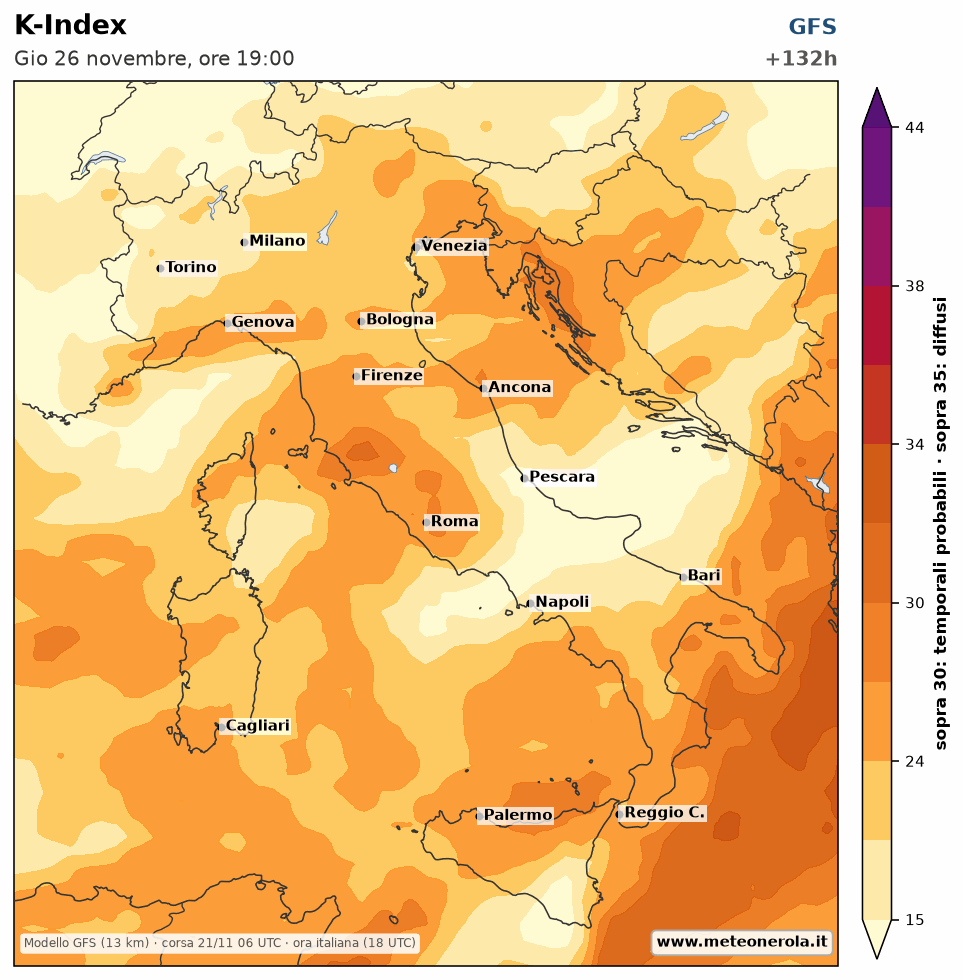 K-Index
GFS
Gio 26 novembre, ore 19:00
+132h
Milano
Venezia
Torino
Genova
Bologna
Firenze
Ancona
Pescara
Roma
Bari
Napoli
Cagliari
Palermo
Reggio C.
44
38
34
30
24
15
sopra 30: temporali probabili · sopra 35: diffusi
Modello GFS (13 km) · corsa 21/11 06 UTC · ora italiana (18 UTC)
www.meteonerola.it